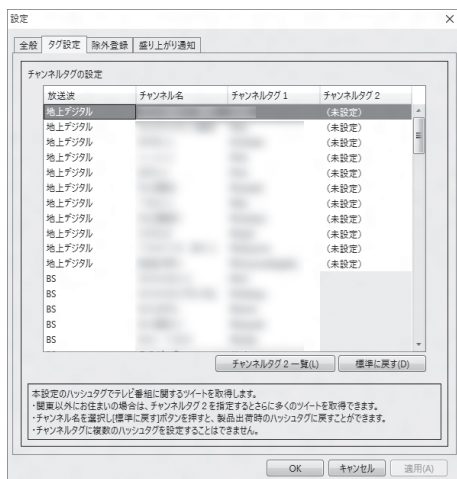 設定
全般 タグ設定 除外登録 盛り上がり通知
チャンネルタグの設定
放送波 チャンネル名 チャンネルタグ1 チャンネルタグ2
地上デジタル (未設定)
地上デジタル (未設定)
地上デジタル (未設定)
地上デジタル (未設定)
地上デジタル (未設定)
地上デジタル (未設定)
地上デジタル (未設定)
地上デジタル (未設定)
地上デジタル (未設定)
地上デジタル (未設定)
地上デジタル (未設定)
BS
BS
BS
BS
BS
チャンネルタグ2一覧(L) 標準に戻す(D)
本設定のハッシュタグでテレビ番組に関するツイートを取得します。
・関東以外にお住まいの場合は、チャンネルタグ2を指定するとさらに多くのツイートを取得できます。
・チャンネル名を選択し[標準に戻す]ボタンを押すと、製品出荷時のハッシュタグに戻すことができます。
・チャンネルタグに複数のハッシュタグを設定することはできません。
OK キャンセル 適用(A)